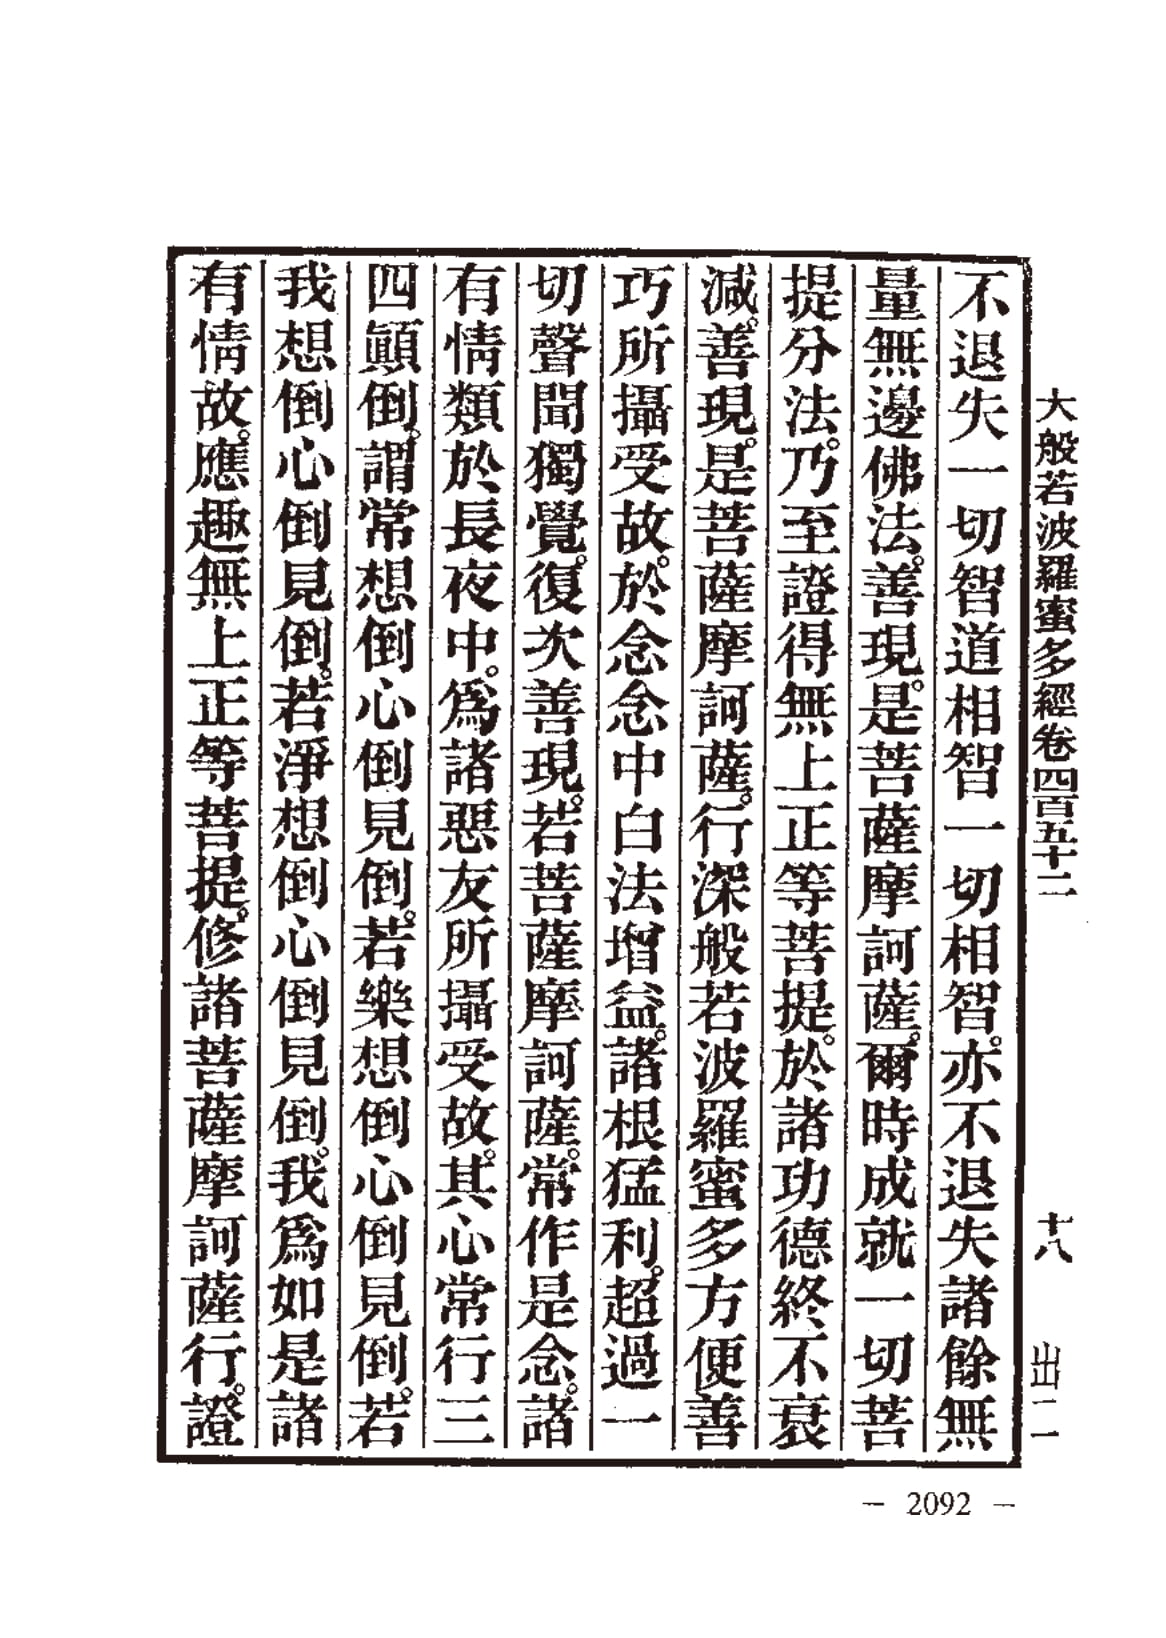 大般若波羅蜜多經卷四百五十二 十八 出二一
不退失一切智道相智一切相智。亦不退失諸餘無
量無邊佛法。善現。是菩薩摩訶薩。爾時成就一切菩
提分法。乃至證得無上正等菩提。於諸功德終不衰
減。善現。是菩薩摩訶薩。行深般若波羅蜜多方便善
巧所攝受故。於念念中白法增益。諸根猛利。超過一
切聲聞獨覺。復次善現。若菩薩摩訶薩。常作是念。諸
有情類於長夜中。為諸惡友所攝受故。其心常行三
四顚倒。謂常想倒心倒見倒。若樂想倒心倒見倒。若
我想倒心倒見倒。若淨想倒心倒見倒。我為如是諸
有情故。應趣無上正等菩提。修諸菩薩摩訶薩行。證
— 2092 —